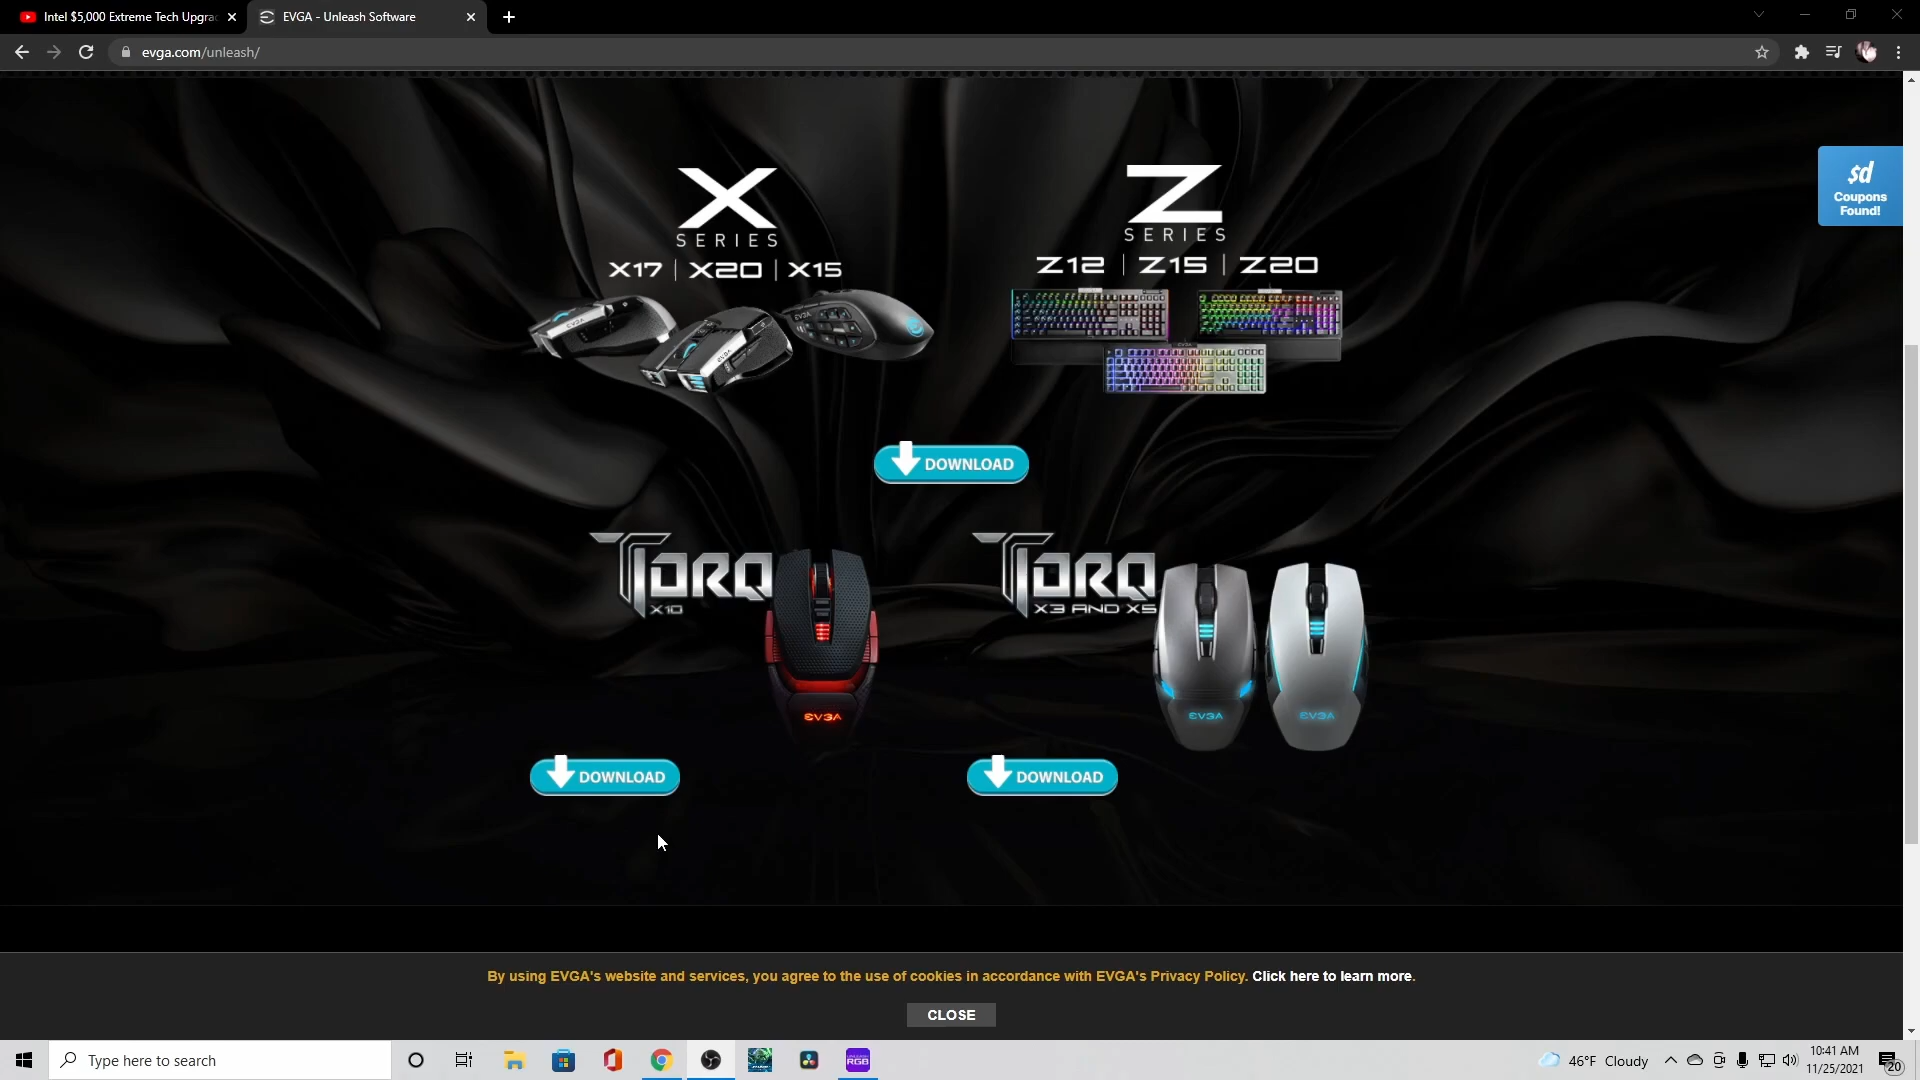 Intel $5,000 Extreme Tech Upgra
EVGA - Unleash Software
evga.com/unleash/
$d
Coupons
Found!
X
SERIES
X17 | X20 | X15
Z
SERIES
Z12 | Z15 | Z20
DOWNLOAD
TORQ
X10
TORQ
X3 AND X5
EVGA
EVGA
EVGA
DOWNLOAD
DOWNLOAD
By using EVGA's website and services, you agree to the use of cookies in accordance with EVGA's Privacy Policy. Click here to learn more.
CLOSE
Type here to search
RGB
46°F Cloudy
10:41 AM
11/25/2021
20